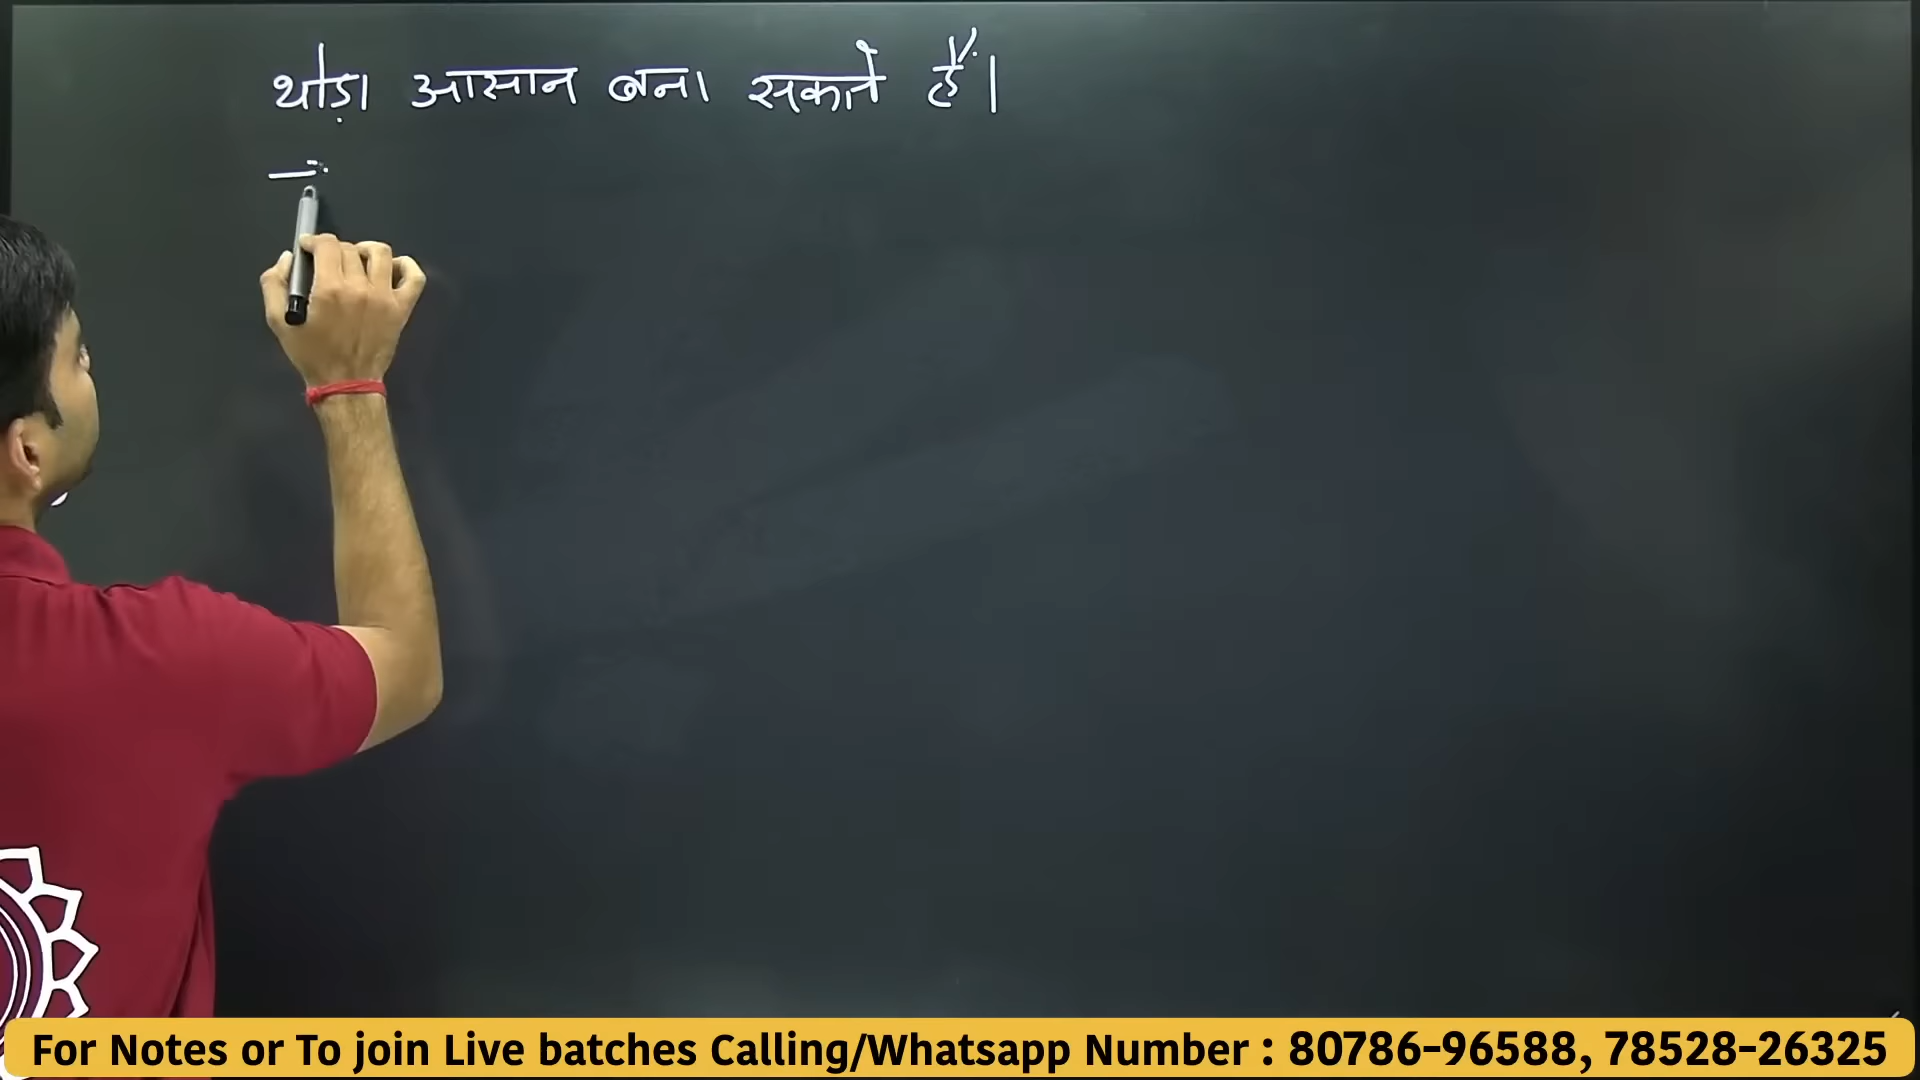 थोड़ा आसान बना सकते हैं।
For Notes or To join Live batches Calling/Whatsapp Number : 80786-96588, 78528-26325